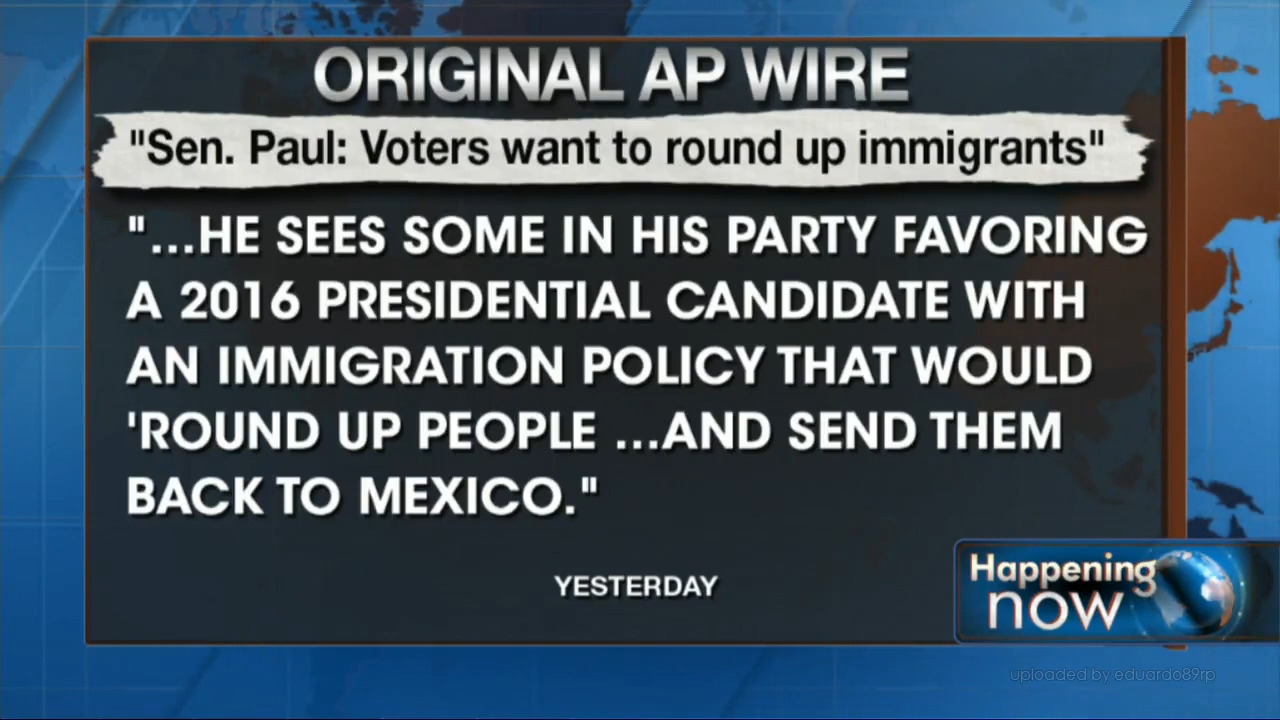 ORIGINAL AP WIRE
"Sen. Paul: Voters want to round up immigrants"
"...HE SEES SOME IN HIS PARTY FAVORING
A 2016 PRESIDENTIAL CANDIDATE WITH
AN IMMIGRATION POLICY THAT WOULD
'ROUND UP PEOPLE ...AND SEND THEM
BACK TO MEXICO."
YESTERDAY
Happening
now
uploaded by eduardo89rp